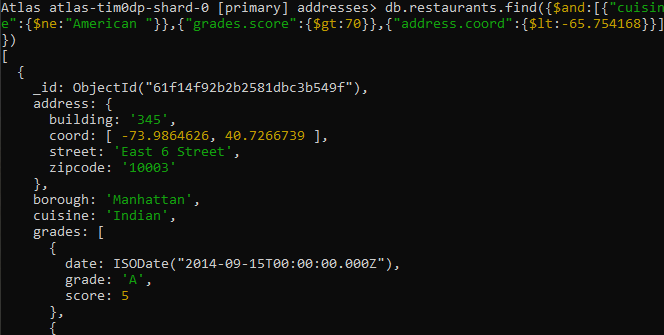 Atlas atlas-tim0dp-shard-0 [primary] addresses> db.restaurants.find({$and:[{"cuisin
e":{$ne:"American "}},{"grades.score":{$gt:70}},{"address.coord":{$lt:-65.754168}}]
})
[
  {
    _id: ObjectId("61f14f92b2b2581dbc3b549f"),
    address: {
      building: '345',
      coord: [ -73.9864626, 40.7266739 ],
      street: 'East 6 Street',
      zipcode: '10003'
    },
    borough: 'Manhattan',
    cuisine: 'Indian',
    grades: [
      {
        date: ISODate("2014-09-15T00:00:00.000Z"),
        grade: 'A',
        score: 5
      },
      {